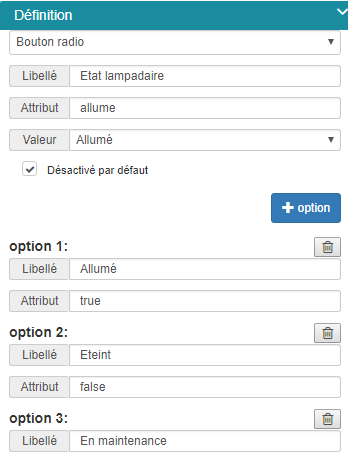 Définition
Bouton radio
Libellé Etat lampadaire
Attribut allume
Valeur Allumé
Désactivé par défaut
+ option
option 1:
Libellé Allumé
Attribut true
option 2:
Libellé Eteint
Attribut false
option 3:
Libellé En maintenance